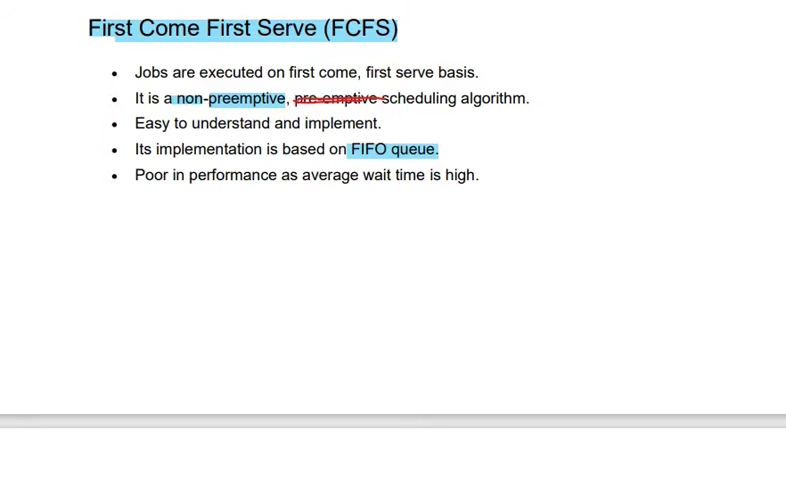 First Come First Serve (FCFS)
• Jobs are executed on first come, first serve basis.
• It is a non-preemptive, pre-emptive scheduling algorithm.
• Easy to understand and implement.
• Its implementation is based on FIFO queue.
• Poor in performance as average wait time is high.